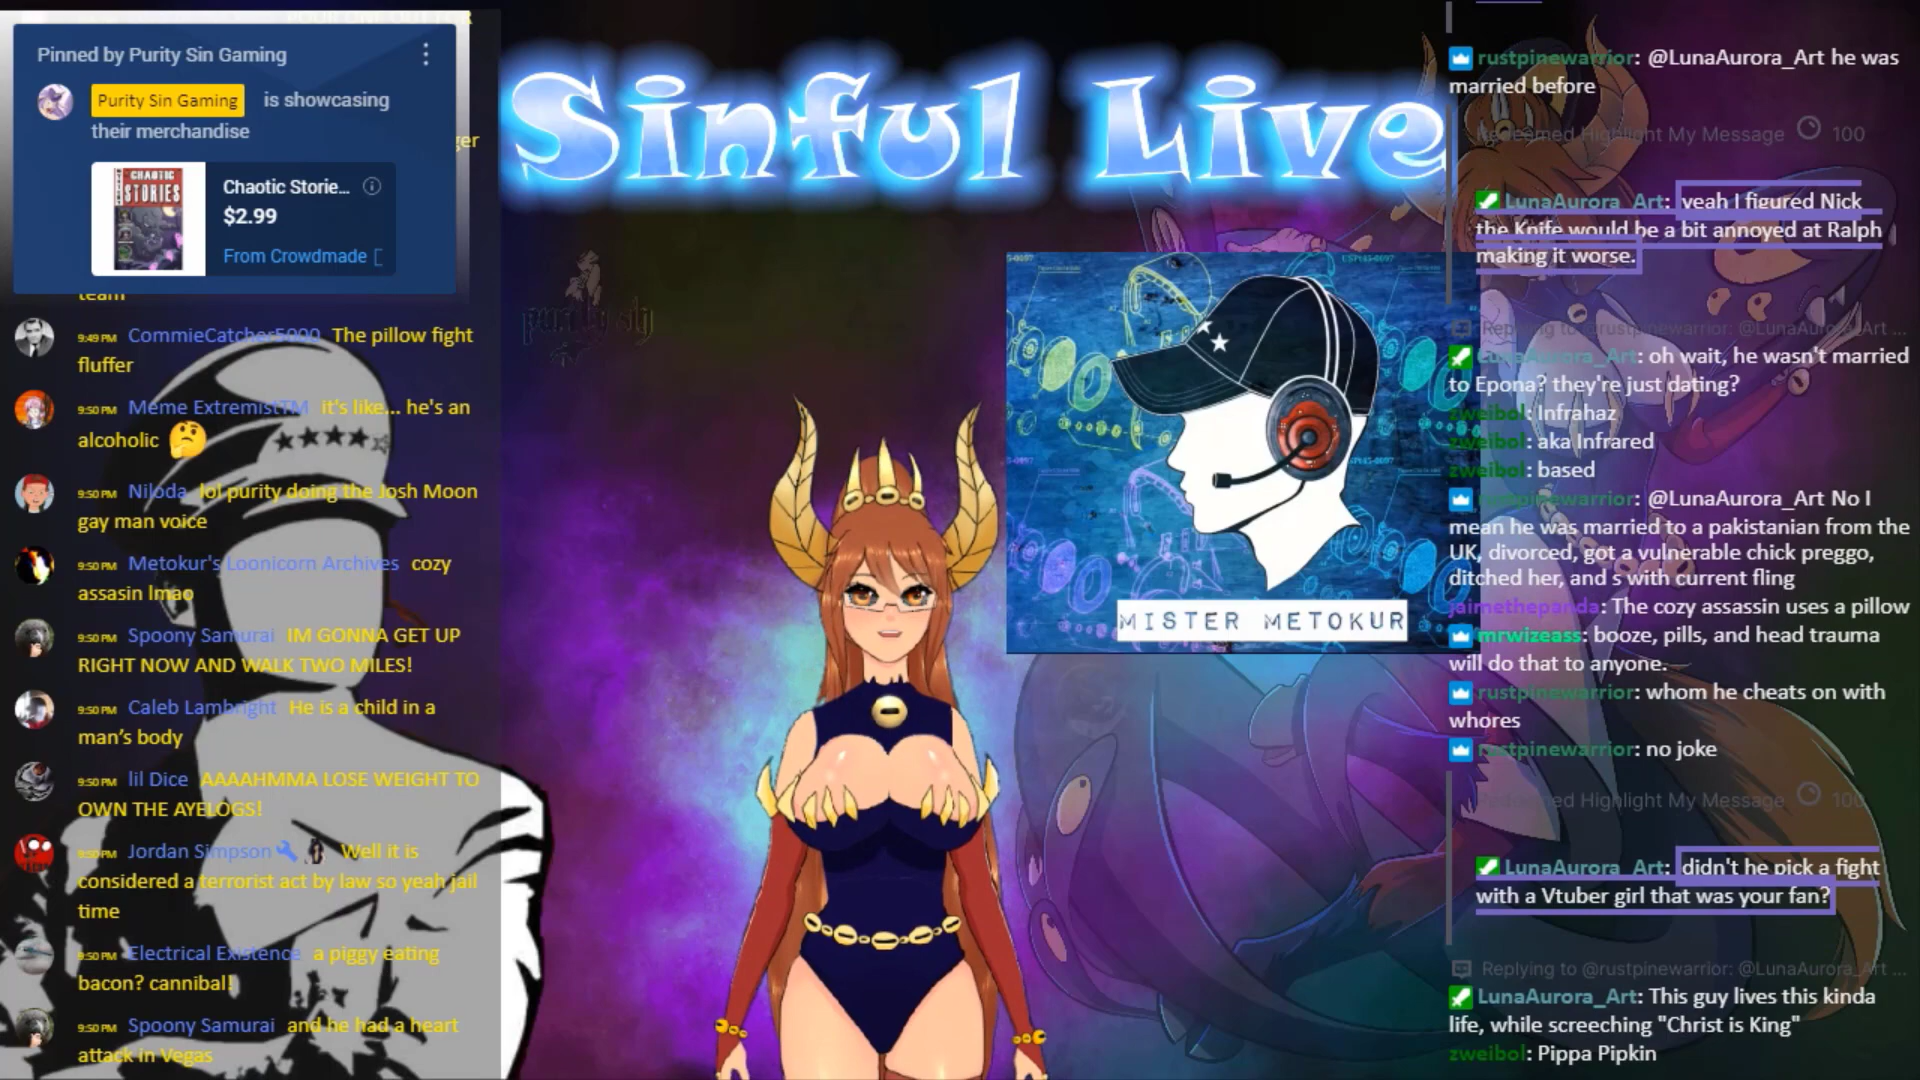 Pinned by Purity Sin Gaming
Purity Sin Gaming is showcasing
their merchandise
CHAOTIC
STORIES
Chaotic Storie...
$2.99
From Crowdmade
team
9:49 PM CommieCatcher5000 The pillow fight
fluffer
9:50 PM Meme ExtremistTM it's like... he's an
alcoholic 🤔
9:50 PM Niloda lol purity doing the Josh Moon
gay man voice
9:50 PM Metokur's Loonicorn Archives cozy
assasin lmao
9:50 PM Spoony Samurai IM GONNA GET UP
RIGHT NOW AND WALK TWO MILES!
9:50 PM Caleb Lambright He is a child in a
man's body
9:50 PM lil Dice AAAAHMMA LOSE WEIGHT TO
OWN THE AYELOGS!
9:50 PM Jordan Simpson Well it is
considered a terrorist act by law so yeah jail
time
9:50 PM Electrical Existence a piggy eating
bacon? cannibal!
9:50 PM Spoony Samurai and he had a heart
attack in Vegas
Sinful Live
purity sin
MISTER METOKUR
rustpinewarrior: @LunaAurora_Art he was
married before
Redeemed Highlight My Message 100
LunaAurora_Art: yeah I figured Nick
the Knife would be a bit annoyed at Ralph
making it worse.
Replying to @rustpinewarrior: @LunaAurora_Art ...
LunaAurora_Art: oh wait, he wasn't married
to Epona? they're just dating?
zweibol: Infrahaz
zweibol: aka Infrared
zweibol: based
rustpinewarrior: @LunaAurora_Art No I
mean he was married to a pakistanian from the
UK, divorced, got a vulnerable chick preggo,
ditched her, and s with current fling
jaimethepanda: The cozy assassin uses a pillow
mrwizeass: booze, pills, and head trauma
will do that to anyone.
rustpinewarrior: whom he cheats on with
whores
rustpinewarrior: no joke
Redeemed Highlight My Message 100
LunaAurora_Art: didn't he pick a fight
with a Vtuber girl that was your fan?
Replying to @rustpinewarrior: @LunaAurora_Art ...
LunaAurora_Art: This guy lives this kinda
life, while screeching "Christ is King"
zweibol: Pippa Pipkin